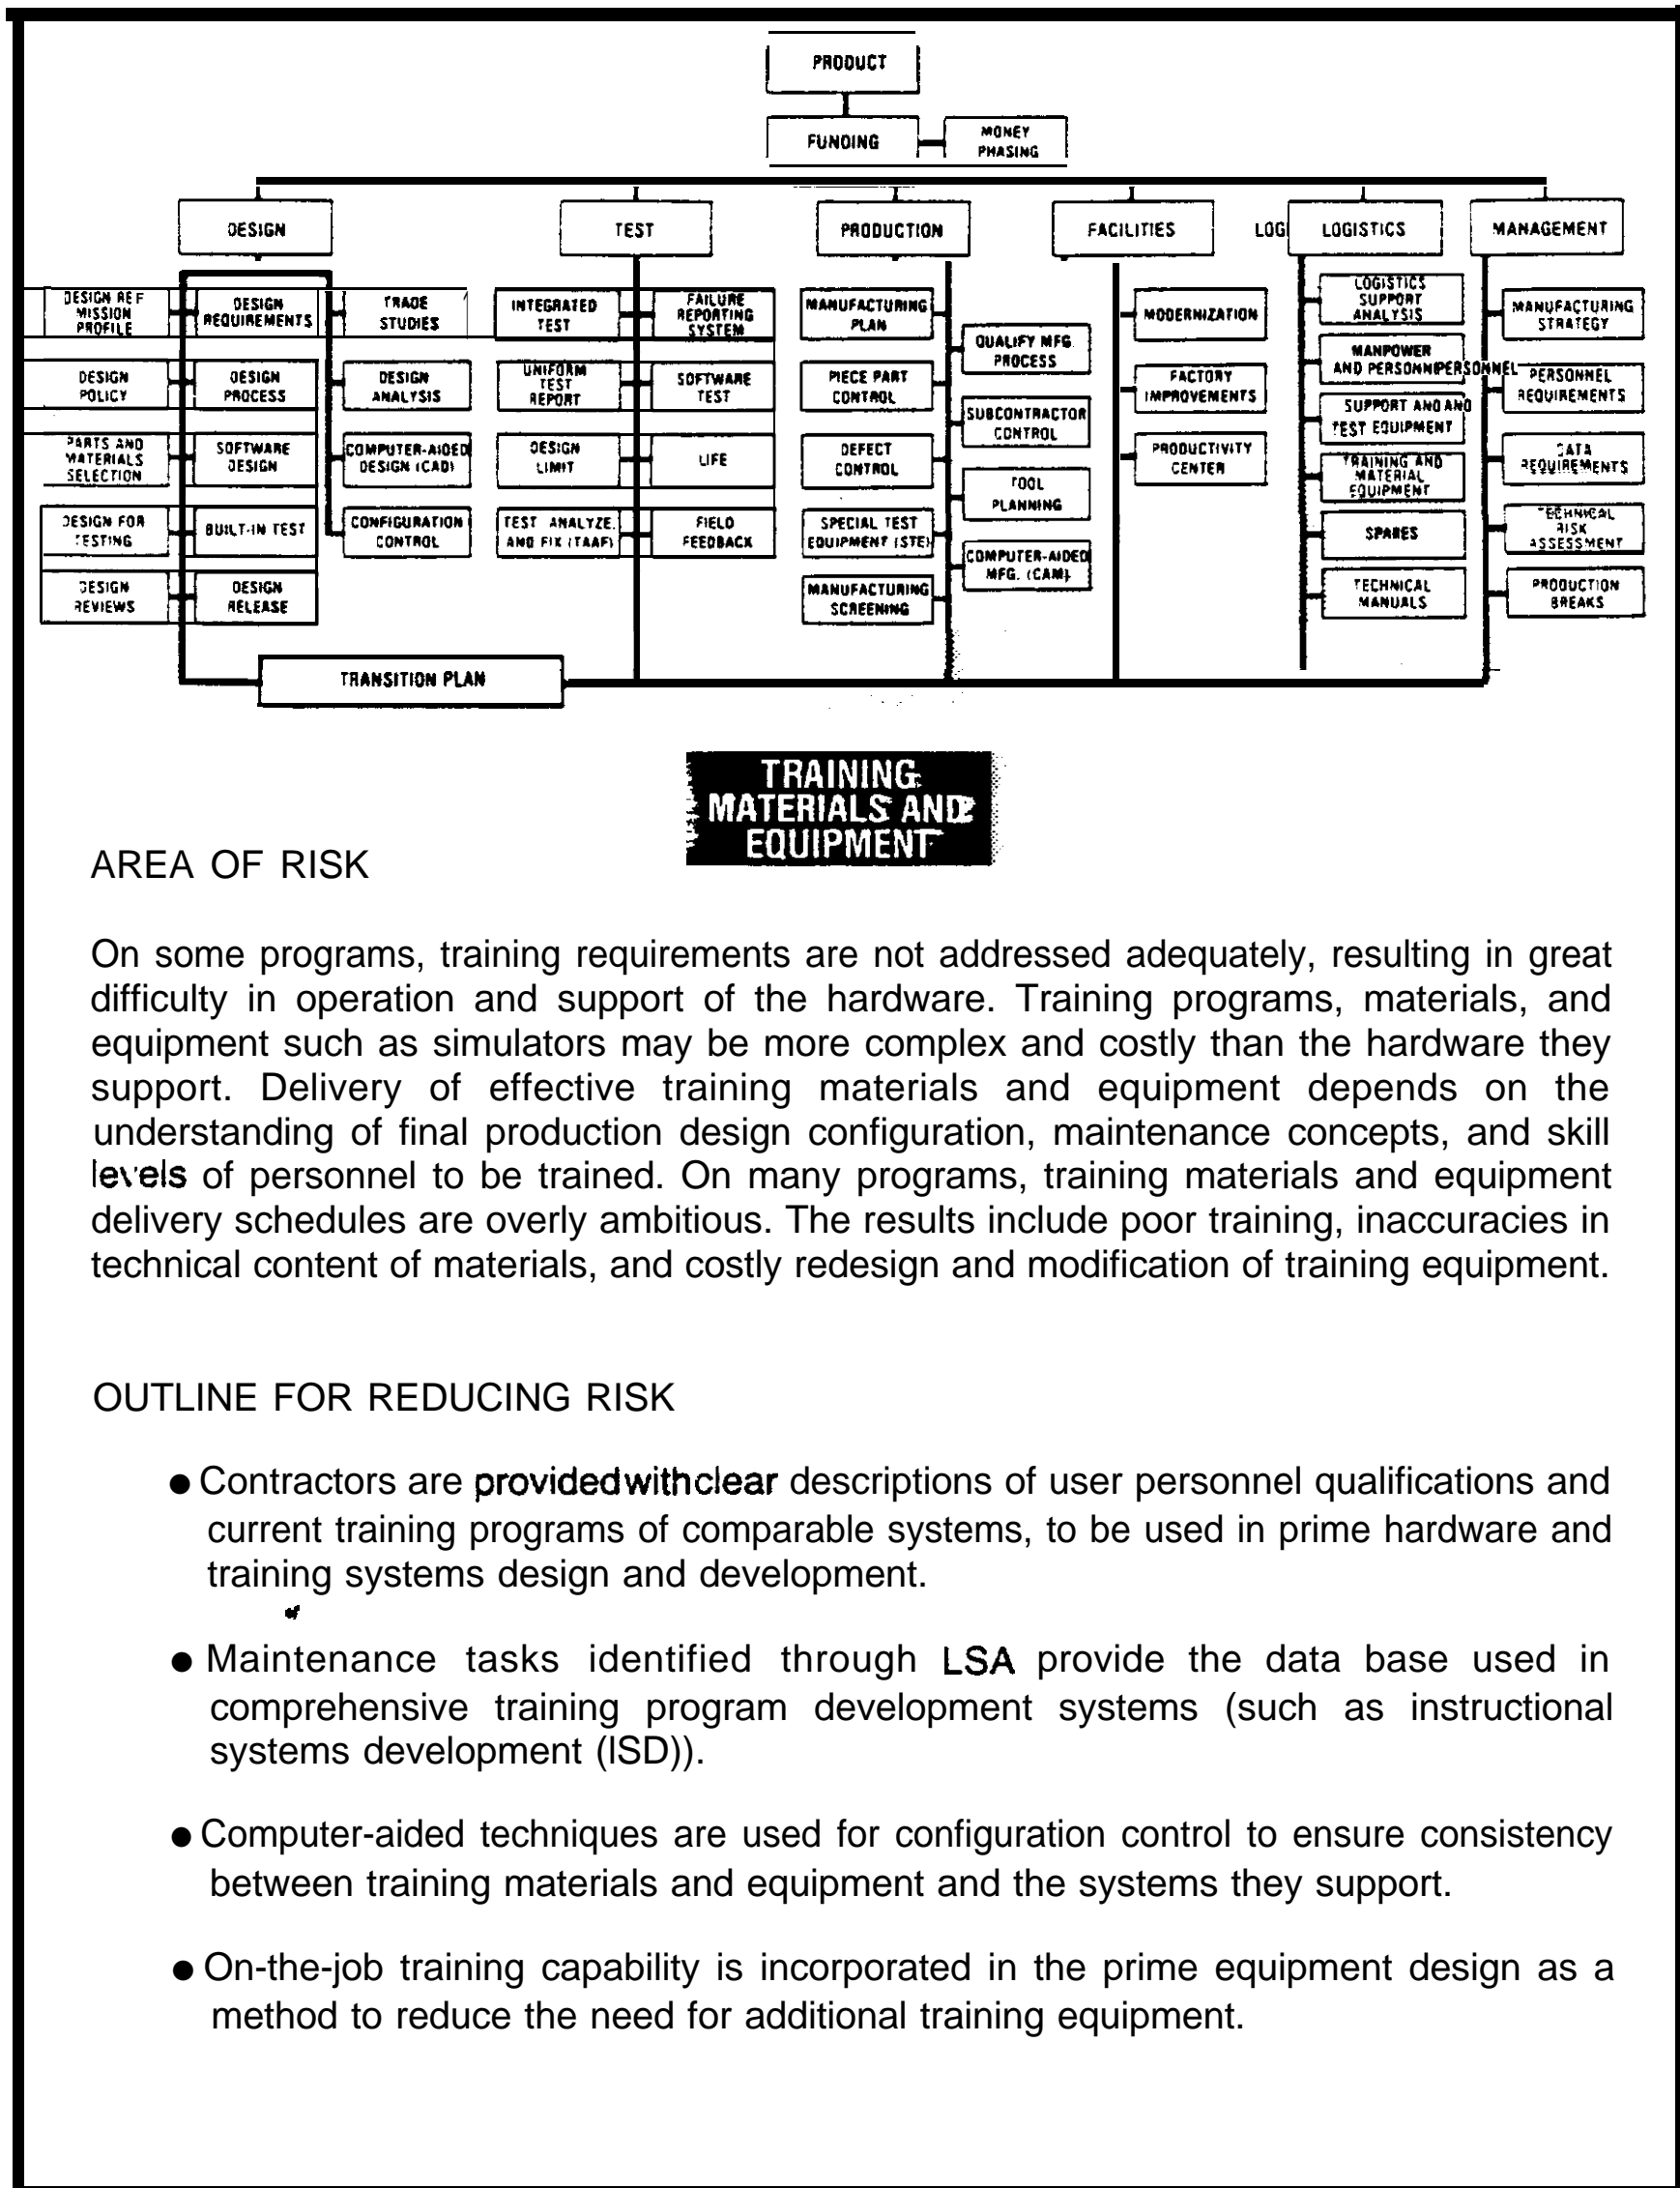 PRODUCT
FUNDING
MONEY
PHASING
DESIGN
TEST
PRODUCTION
FACILITIES
LOGI
LOGISTICS
MANAGEMENT
DESIGN REF
MISSION
PROFILE
DESIGN
REQUIREMENTS
TRADE
STUDIES
DESIGN
POLICY
DESIGN
PROCESS
DESIGN
ANALYSIS
PARTS AND
MATERIALS
SELECTION
SOFTWARE
DESIGN
COMPUTER-AIDED
DESIGN (CAD)
DESIGN FOR
TESTING
BUILT-IN TEST
CONFIGURATION
CONTROL
DESIGN
REVIEWS
DESIGN
RELEASE
INTEGRATED
TEST
FAILURE
REPORTING
SYSTEM
UNIFORM
TEST
REPORT
SOFTWARE
TEST
DESIGN
LIMIT
LIFE
TEST ANALYZE.
AND FIX (TAAF)
FIELD
FEEDBACK
MANUFACTURING
PLAN
QUALIFY MFG
PROCESS
PIECE PART
CONTROL
SUBCONTRACTOR
CONTROL
DEFECT
CONTROL
TOOL
PLANNING
SPECIAL TEST
EQUIPMENT (STE)
COMPUTER-AIDED
MFG. (CAM)
MANUFACTURING
SCREENING
MODERNIZATION
FACTORY
IMPROVEMENTS
PRODUCTIVITY
CENTER
LOGISTICS
SUPPORT
ANALYSIS
MANPOWER
AND PERSONNPERSONNEL
SUPPORT AND AND
TEST EQUIPMENT
TRAINING AND
MATERIAL
EQUIPMENT
SPARES
TECHNICAL
MANUALS
MANUFACTURING
STRATEGY
PERSONNEL
REQUIREMENTS
DATA
REQUIREMENTS
TECHNICAL
RISK
ASSESSMENT
PRODUCTION
BREAKS
TRANSITION PLAN
TRAINING
MATERIALS AND
EQUIPMENT
AREA OF RISK
On some programs, training requirements are not addressed adequately, resulting in great
difficulty in operation and support of the hardware. Training programs, materials, and
equipment such as simulators may be more complex and costly than the hardware they
support. Delivery of effective training materials and equipment depends on the
understanding of final production design configuration, maintenance concepts, and skill
levels of personnel to be trained. On many programs, training materials and equipment
delivery schedules are overly ambitious. The results include poor training, inaccuracies in
technical content of materials, and costly redesign and modification of training equipment.
OUTLINE FOR REDUCING RISK
● Contractors are provided with clear descriptions of user personnel qualifications and
current training programs of comparable systems, to be used in prime hardware and
training systems design and development.
● Maintenance tasks identified through LSA provide the data base used in
comprehensive training program development systems (such as instructional
systems development (ISD)).
● Computer-aided techniques are used for configuration control to ensure consistency
between training materials and equipment and the systems they support.
● On-the-job training capability is incorporated in the prime equipment design as a
method to reduce the need for additional training equipment.